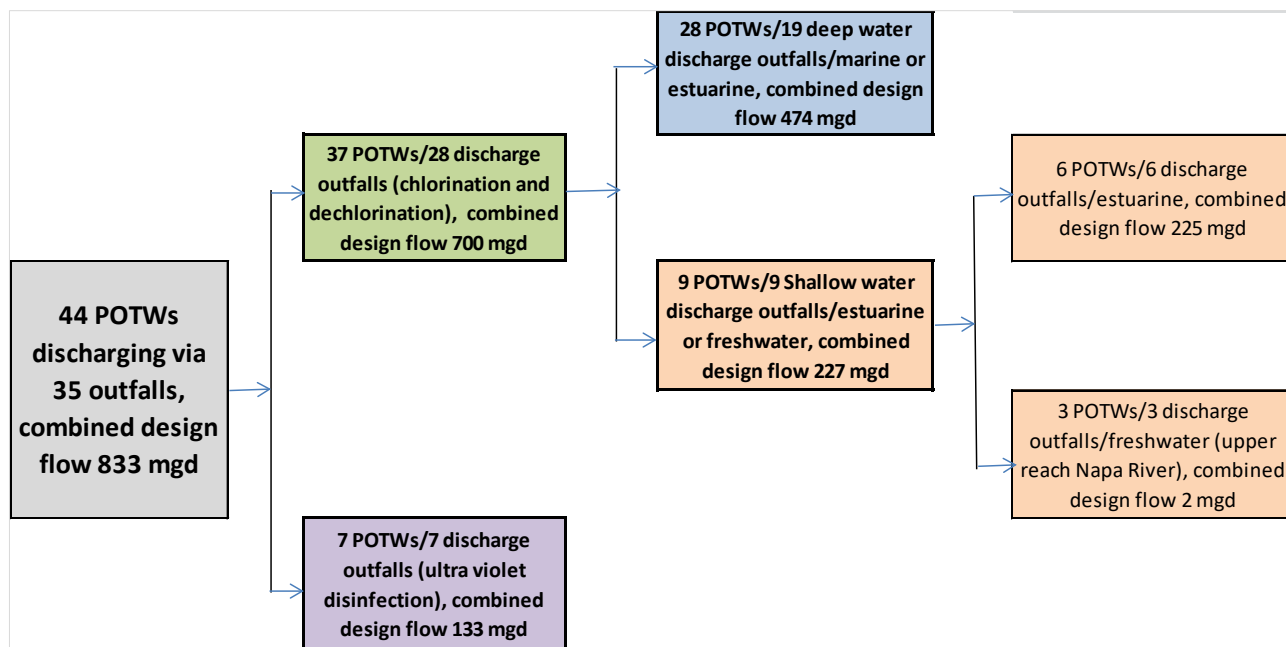 44 POTWs
discharging via
35 outfalls,
combined design
flow 833 mgd
37 POTWs/28 discharge
outfalls (chlorination and
dechlorination),  combined
design flow 700 mgd
7 POTWs/7 discharge
outfalls (ultra violet
disinfection), combined
design flow 133 mgd
28 POTWs/19 deep water
discharge outfalls/marine or
estuarine, combined design
flow 474 mgd
9 POTWs/9 Shallow water
discharge outfalls/estuarine
or freshwater, combined
design flow 227 mgd
6 POTWs/6 discharge
outfalls/estuarine, combined
design flow 225 mgd
3 POTWs/3 discharge
outfalls/freshwater (upper
reach Napa River), combined
design flow 2 mgd